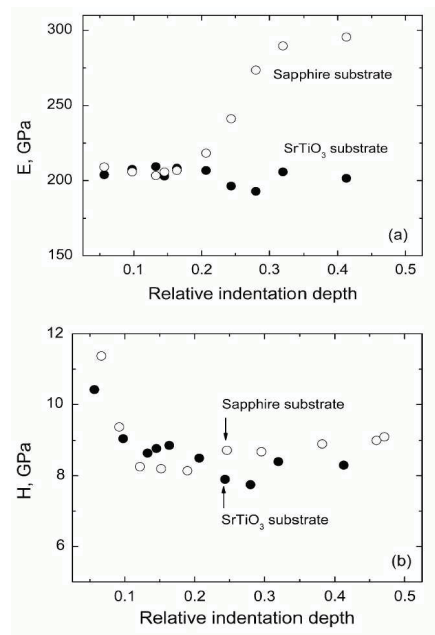 300
250
200
150
E, GPa
Sapphire substrate
SrTiO₃ substrate
(a)
0.1 0.2 0.3 0.4 0.5
Relative indentation depth
12
10
8
6
H, GPa
Sapphire substrate
SrTiO₃ substrate
(b)
0.1 0.2 0.3 0.4 0.5
Relative indentation depth